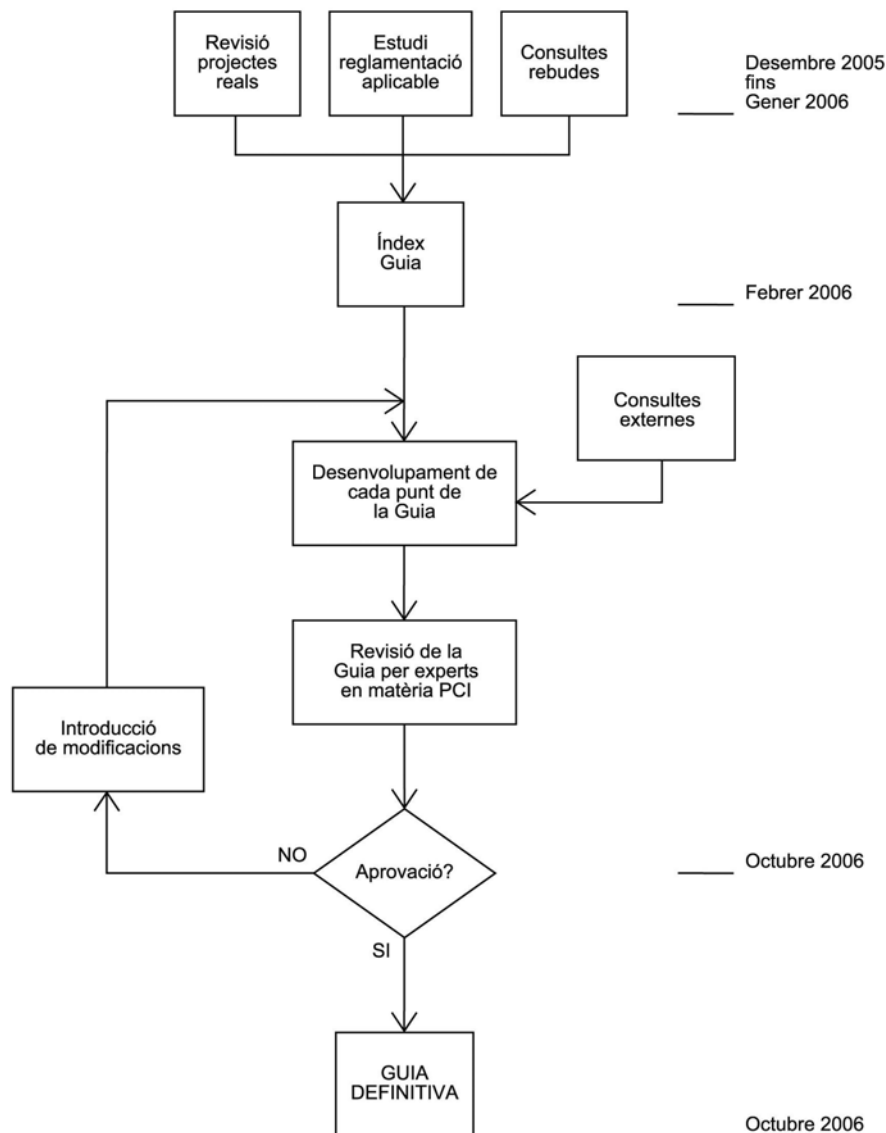 Revisió
projectes
reals
Estudi
reglamentació
aplicable
Consultes
rebudes
Desembre 2005
fins
Gener 2006
Índex
Guia
Febrer 2006
Consultes
externes
Desenvolupament de
cada punt de
la Guia
Revisió de la
Guia per experts
en matèria PCI
Introducció
de modificacions
NO
Aprovació?
Octubre 2006
SI
GUIA
DEFINITIVA
Octubre 2006